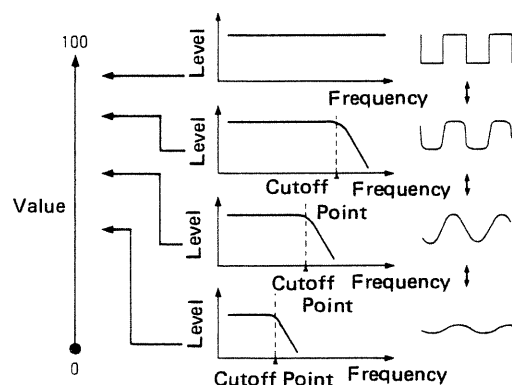 100
Level
Frequency
Level
Cutoff
Point
Frequency
Value
Level
Cutoff
Point
Frequency
Level
Cutoff Point
Frequency
0